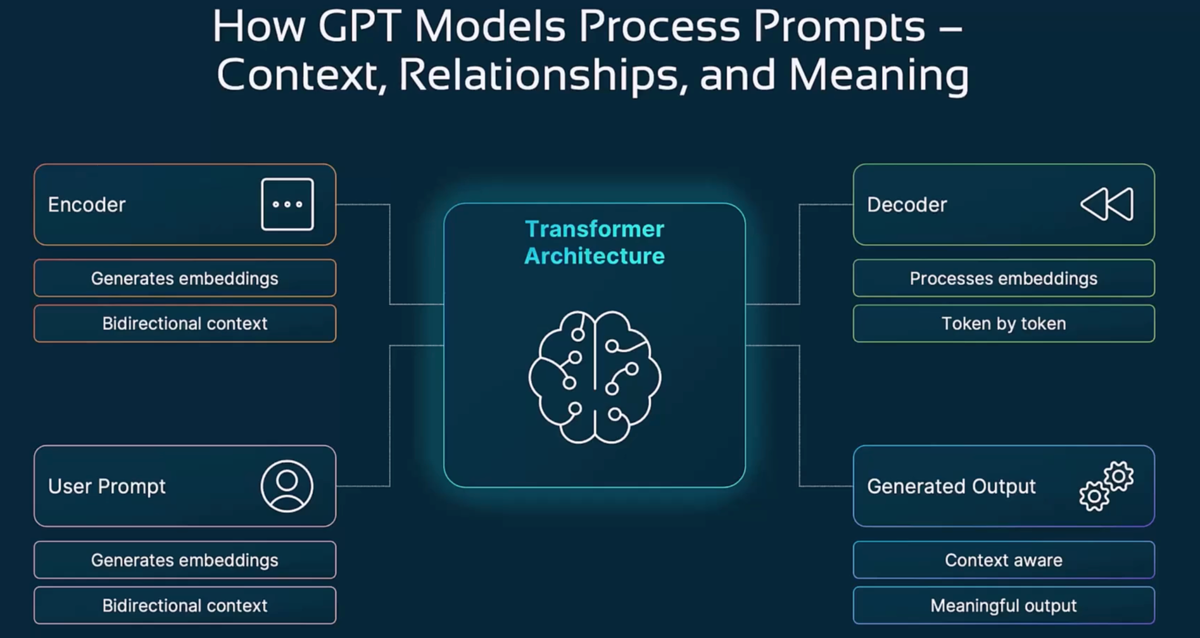 How GPT Models Process Prompts –
Context, Relationships, and Meaning
Encoder
Generates embeddings
Bidirectional context
User Prompt
Generates embeddings
Bidirectional context
Transformer
Architecture
Decoder
Processes embeddings
Token by token
Generated Output
Context aware
Meaningful output